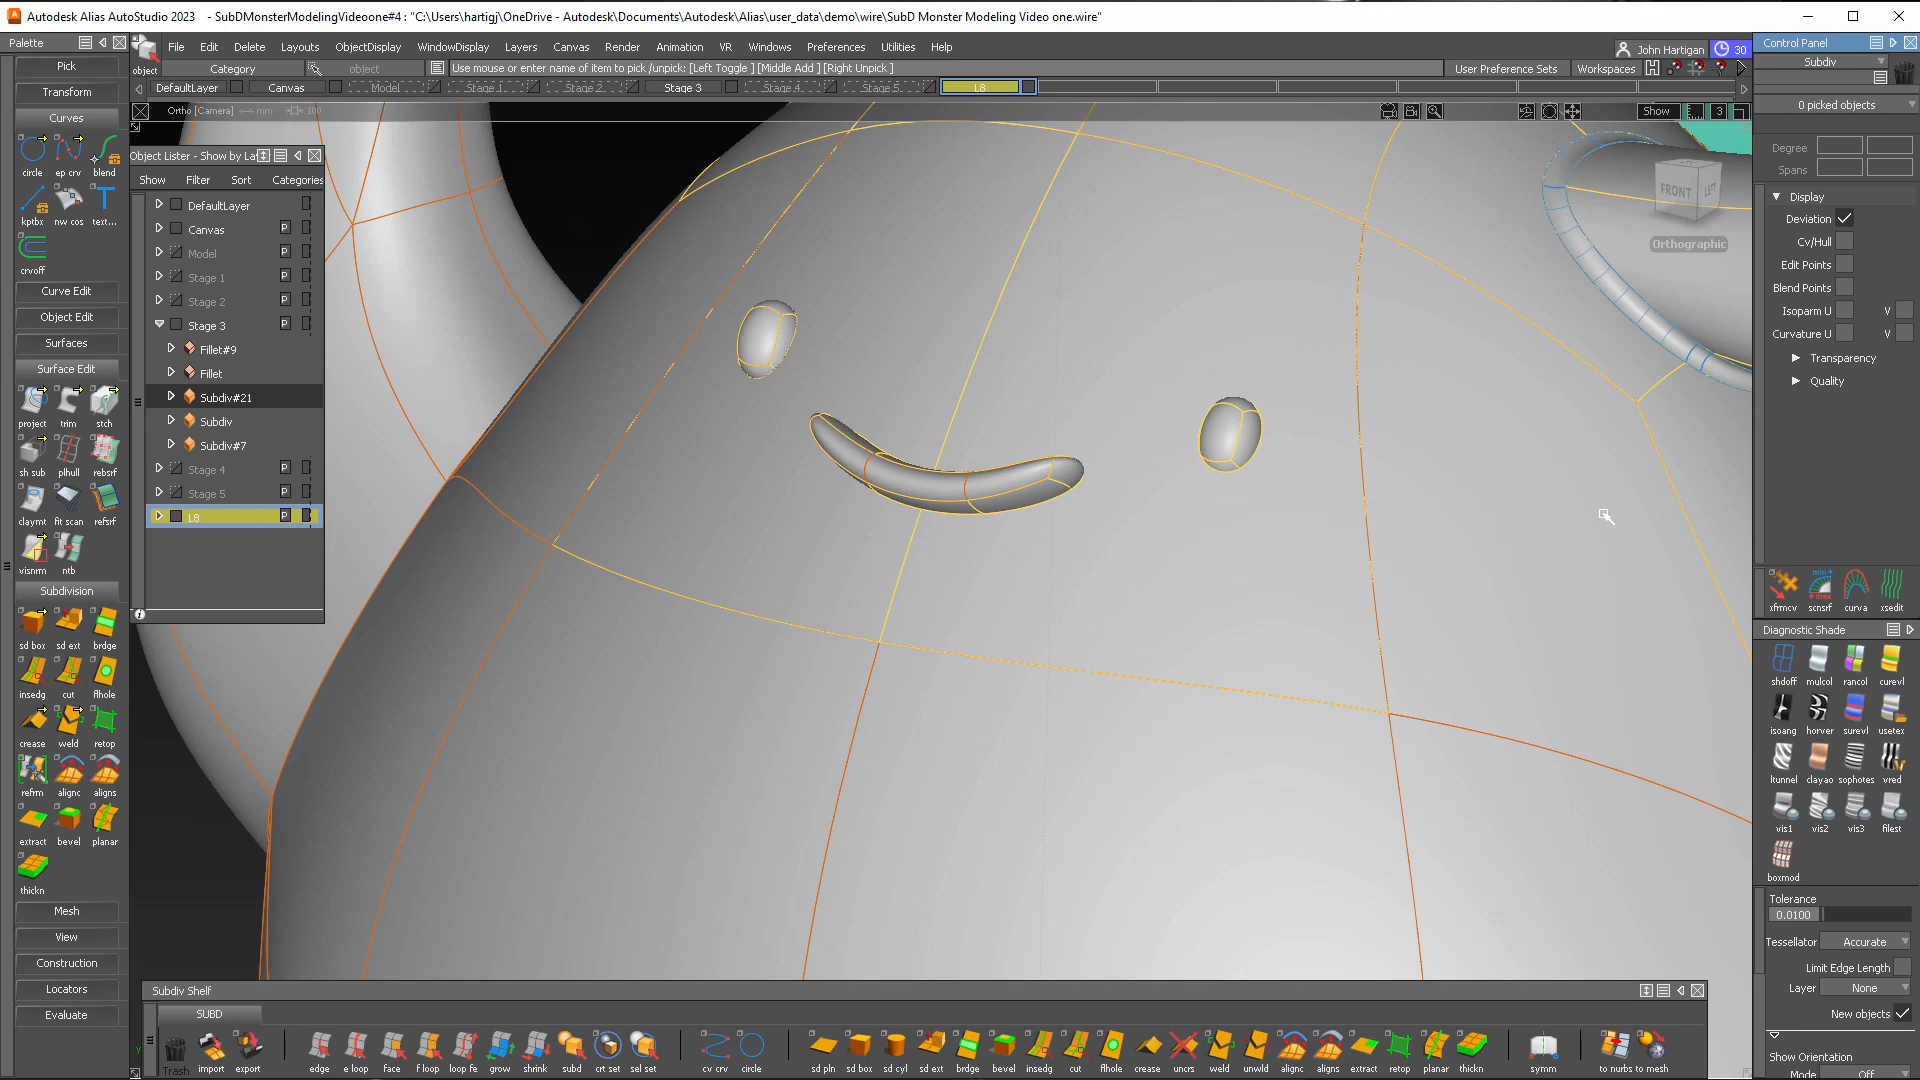 Autodesk Alias AutoStudio 2023 - SubDMonsterModelingVideoone#4 : "C:\Users\hartigj\OneDrive - Autodesk\Documents\Autodesk\Alias\user_data\demo\wire\SubD Monster Modeling Video one.wire"
Palette
File Edit Delete Layouts ObjectDisplay WindowDisplay Layers Canvas Render Animation VR Windows Preferences Utilities Help
John Hartigan 30
object Category object
Use mouse or enter name of item to pick /unpick: [Left Toggle ] [Middle Add ] [Right Unpick ]
User Preference Sets Workspaces
DefaultLayer Canvas Model Stage 1 Stage 2 Stage 3 Stage 4 Stage 5 L8
Ortho [Camera] mm 100
Show 3
Pick
Transform
Curves
circle ep crv blend
kptbx nw cos text...
crvoff
Curve Edit
Object Edit
Surfaces
Surface Edit
project trim stch
sh sub plhull rebsrf
claymt fit scan refsrf
visnrm ntb
Subdivision
sd box sd ext brdge
insedg cut flhole
crease weld retop
refrm alignc aligns
extract bevel planar
thickn
Mesh
View
Construction
Locators
Evaluate
Object Lister - Show by La
Show Filter Sort Categories
DefaultLayer
Canvas P
Model P
Stage 1 P
Stage 2 P
Stage 3 P
Fillet#9
Fillet
Subdiv#21
Subdiv
Subdiv#7
Stage 4 P
Stage 5 P
L8 P
FRONT LEFT
Orthographic
Control Panel
Subdiv
0 picked objects
Degree
Spans
Display
Deviation
Cv/Hull
Edit Points
Blend Points
Isoparm U V
Curvature U V
Transparency
Quality
xfrmcv scnsrf curva xsedit
Diagnostic Shade
shdoff mulcol rancol curevl
isoang horver surevl usetex
ltunnel clayao sophotes vred
vis1 vis2 vis3 filest
boxmod
Tolerance
0.0100
Tessellator Accurate
Limit Edge Length
Layer None
New objects
Show Orientation
Mode Off
Subdiv Shelf
SUBD
Trash import export edge e loop face f loop loop fe grow shrink subd crt set sel set cv crv circle sd pln sd box sd cyl sd ext brdge bevel insedg cut flhole crease uncrs weld unwld alignc aligns extract retop planar thickn symm to nurbs to mesh